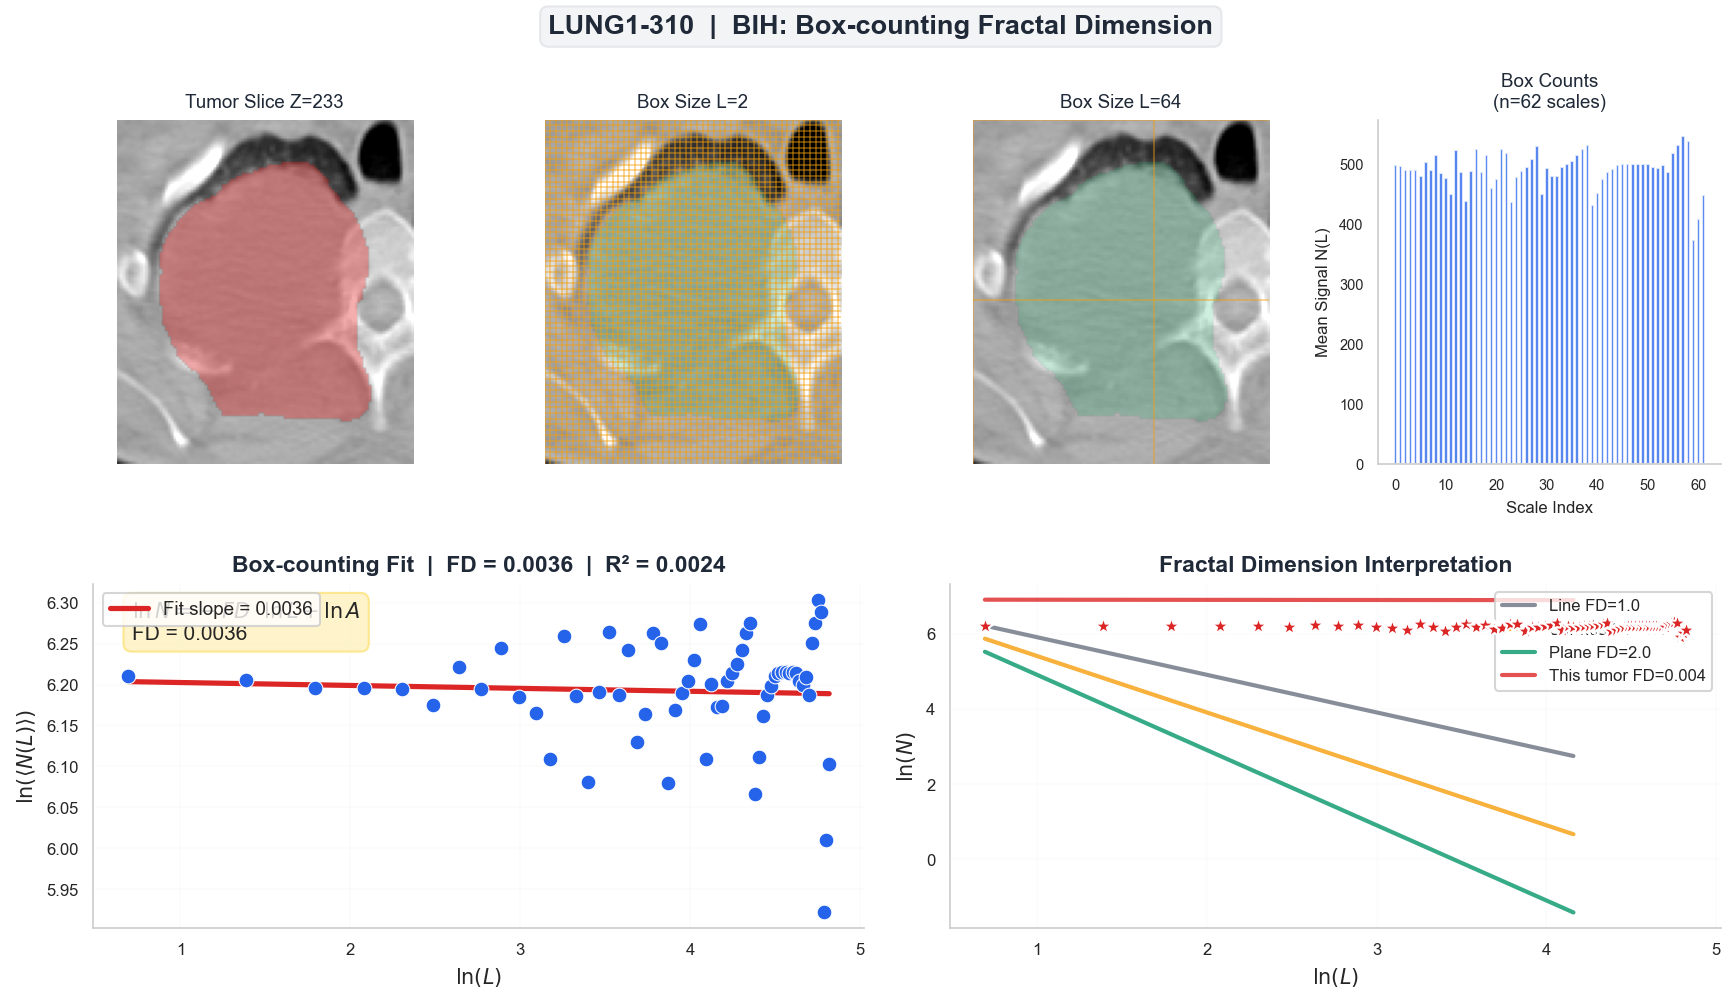 LUNG1-310 | BIH: Box-counting Fractal Dimension
Tumor Slice Z=233
Box Size L=2
Box Size L=64
Box Counts
(n=62 scales)
Mean Signal N(L)
500
400
300
200
100
0
0 10 20 30 40 50 60
Scale Index
Box-counting Fit | FD = 0.0036 | R² = 0.0024
Fit slope = 0.0036
ln A
FD = 0.0036
ln(⟨N(L)⟩)
6.30
6.25
6.20
6.15
6.10
6.05
6.00
5.95
1 2 3 4 5
ln(L)
Fractal Dimension Interpretation
Line FD=1.0
Plane FD=2.0
This tumor FD=0.004
ln(N)
6
4
2
0
1 2 3 4 5
ln(L)